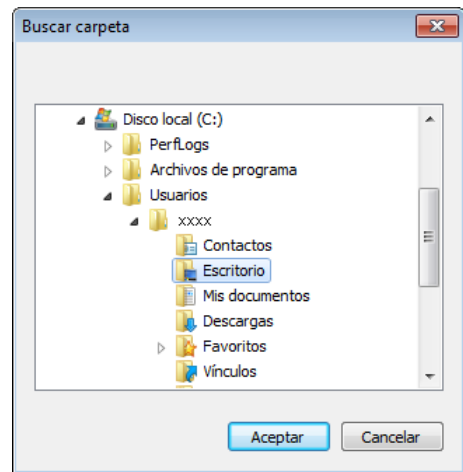 Buscar carpeta
Disco local (C:)
PerfLogs
Archivos de programa
Usuarios
xxxx
Contactos
Escritorio
Mis documentos
Descargas
Favoritos
Vínculos
Aceptar
Cancelar